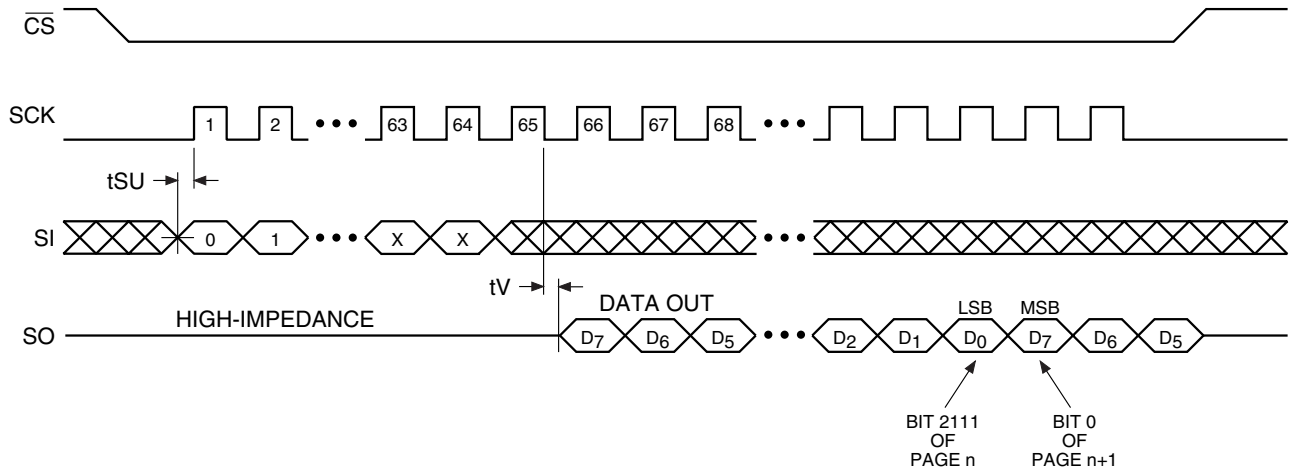 CS
SCK
1 2 ••• 63 64 65 66 67 68 •••
tSU
SI
0 1 ••• X X •••
tV
DATA OUT
HIGH-IMPEDANCE
LSB MSB
SO
D7 D6 D5 ••• D2 D1 D0 D7 D6 D5
BIT 2111
OF
PAGE n
BIT 0
OF
PAGE n+1